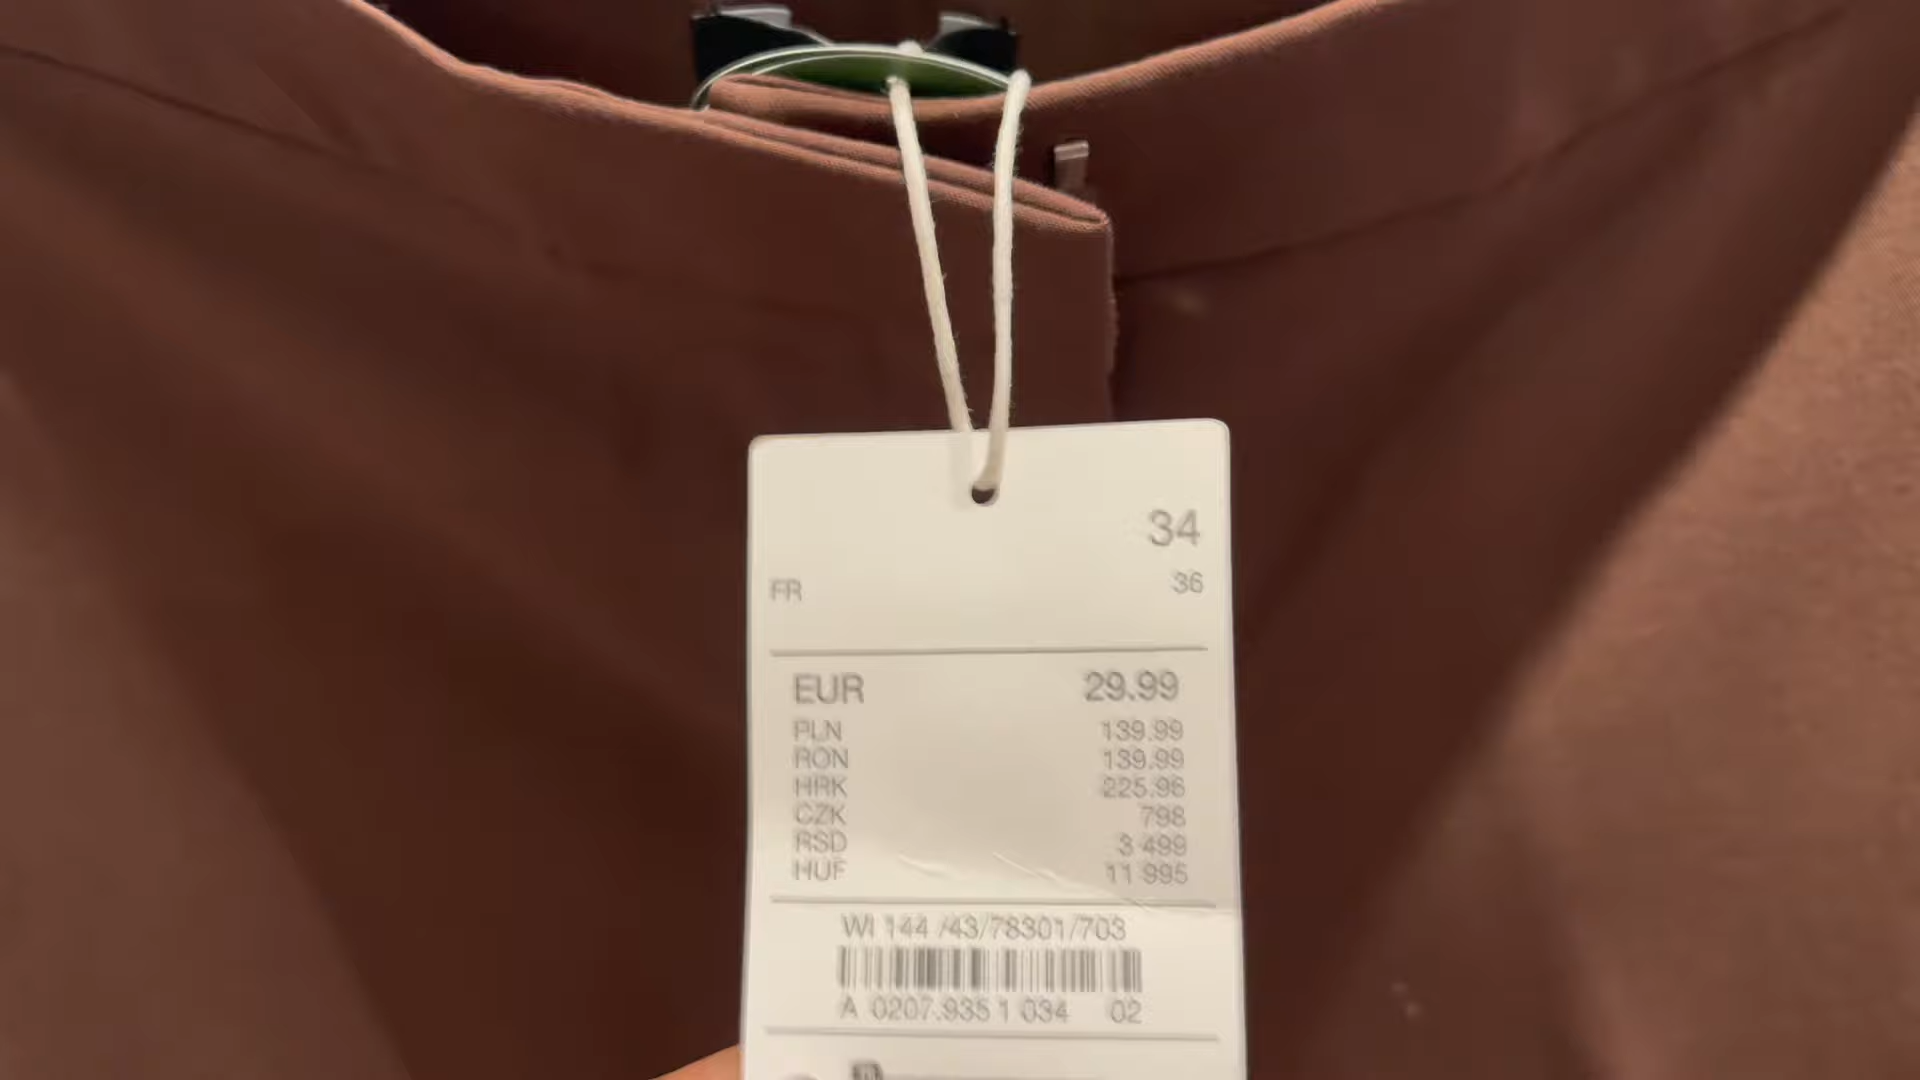 34
FR 36
EUR 29.99
PLN 139.99
RON 139.99
HRK 225.96
CZK 798
RSD 3 499
HUF 11 995
WI 144 /43/78301/703
A 0207.935 1 034 02